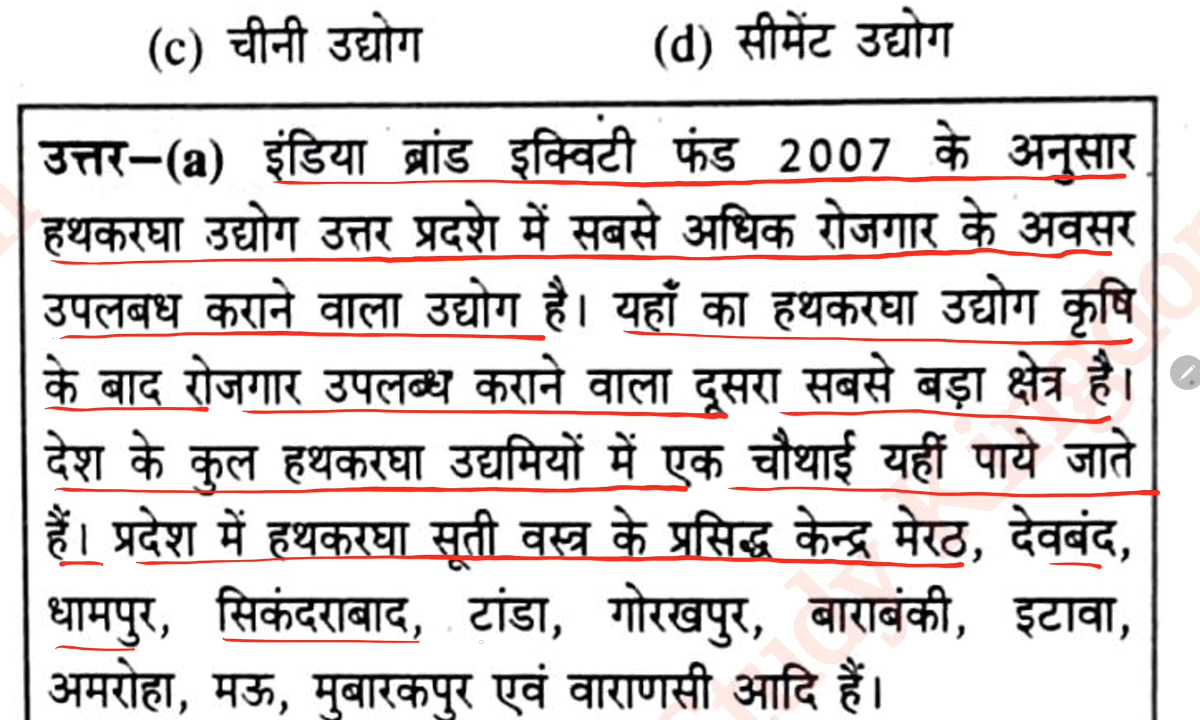 (c) चीनी उद्योग (d) सीमेंट उद्योग
उत्तर–(a) इंडिया ब्रांड इक्विटी फंड 2007 के अनुसार
हथकरघा उद्योग उत्तर प्रदेश में सबसे अधिक रोजगार के अवसर
उपलबध कराने वाला उद्योग है। यहाँ का हथकरघा उद्योग कृषि
के बाद रोजगार उपलब्ध कराने वाला दूसरा सबसे बड़ा क्षेत्र है।
देश के कुल हथकरघा उद्यमियों में एक चौथाई यहीं पाये जाते
हैं। प्रदेश में हथकरघा सूती वस्त्र के प्रसिद्ध केन्द्र मेरठ, देवबंद,
धामपुर, सिकंदराबाद, टांडा, गोरखपुर, बाराबंकी, इटावा,
अमरोहा, मऊ, मुबारकपुर एवं वाराणसी आदि हैं।
Study Kingdom